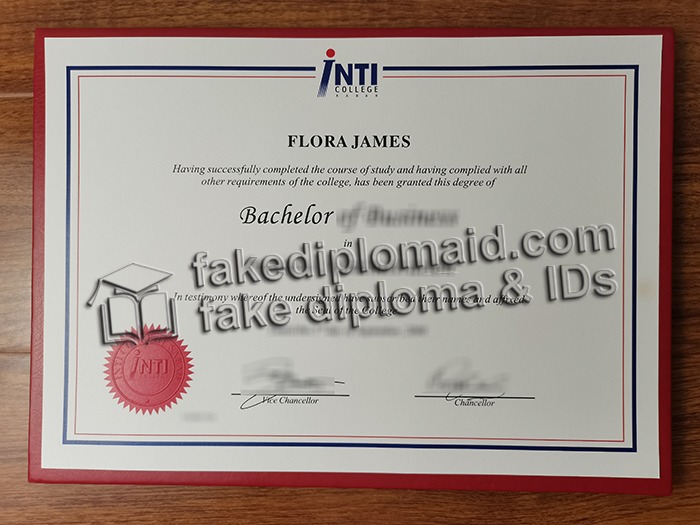 INTI
COLLEGE
FLORA JAMES
Having successfully completed the course of study and having complied with all
other requirements of the college, has been granted this degree of
Bachelor of Business
in
fakediplomaid.com
fake diploma & IDs
In testimony whereof the undersigned have subscribed their names and affixed
the Seal of the College
INTI
Vice Chancellor
Chancellor